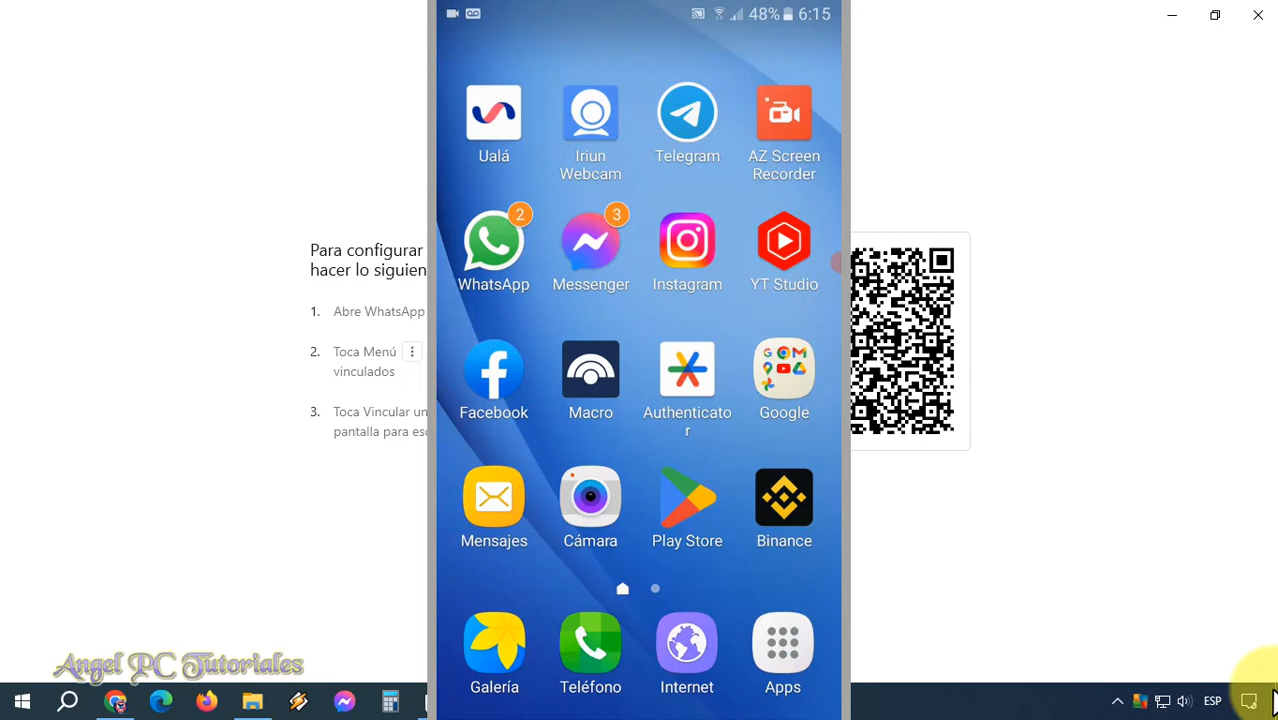 48% 6:15
Ualá
Iriun
Webcam
Telegram
AZ Screen
Recorder
2
3
WhatsApp
Messenger
Instagram
YT Studio
Facebook
Macro
Authenticato
r
Google
Mensajes
Cámara
Play Store
Binance
Galería
Teléfono
Internet
Apps
Para configurar
hacer lo siguien
1. Abre WhatsApp
2. Toca Menú
vinculados
3. Toca Vincular un
pantalla para esc
Angel PC Tutoriales
ESP